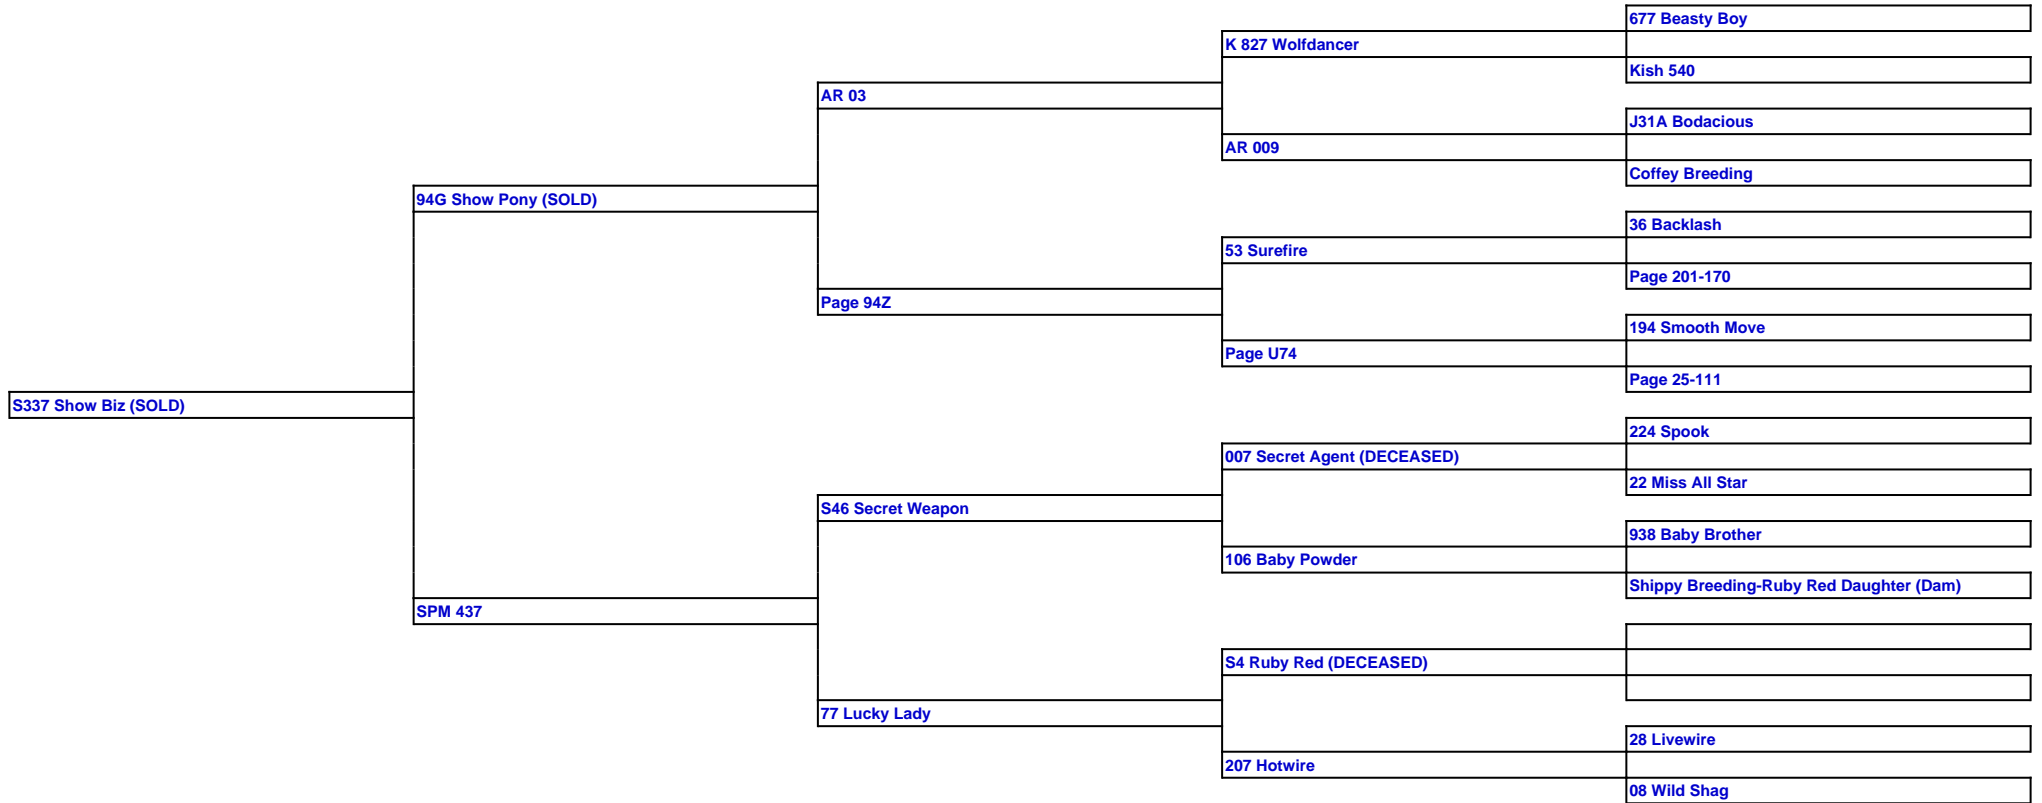 677 Beasty Boy
K 827 Wolfdancer
Kish 540
AR 03
J31A Bodacious
AR 009
Coffey Breeding
94G Show Pony (SOLD)
36 Backlash
53 Surefire
Page 201-170
Page 94Z
194 Smooth Move
Page U74
Page 25-111
S337 Show Biz (SOLD)
224 Spook
007 Secret Agent (DECEASED)
22 Miss All Star
S46 Secret Weapon
938 Baby Brother
106 Baby Powder
Shippy Breeding-Ruby Red Daughter (Dam)
SPM 437
S4 Ruby Red (DECEASED)
77 Lucky Lady
28 Livewire
207 Hotwire
08 Wild Shag